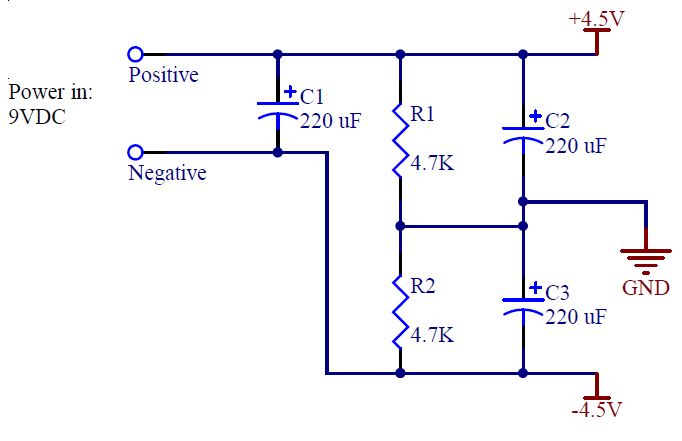 +4.5V
Positive
Power in:
9VDC
C1
220 uF
R1
4.7K
C2
220 uF
Negative
GND
R2
4.7K
C3
220 uF
-4.5V